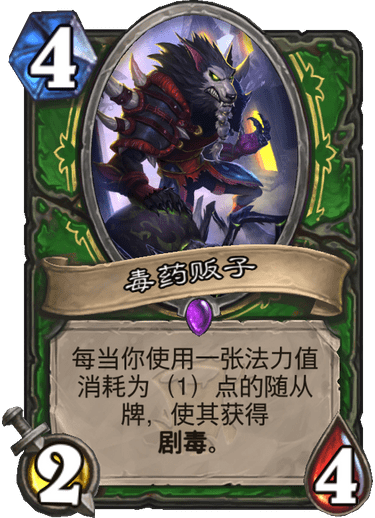 4
毒药贩子
每当你使用一张法力值
消耗为（1）点的随从
牌，使其获得
剧毒。
2
4